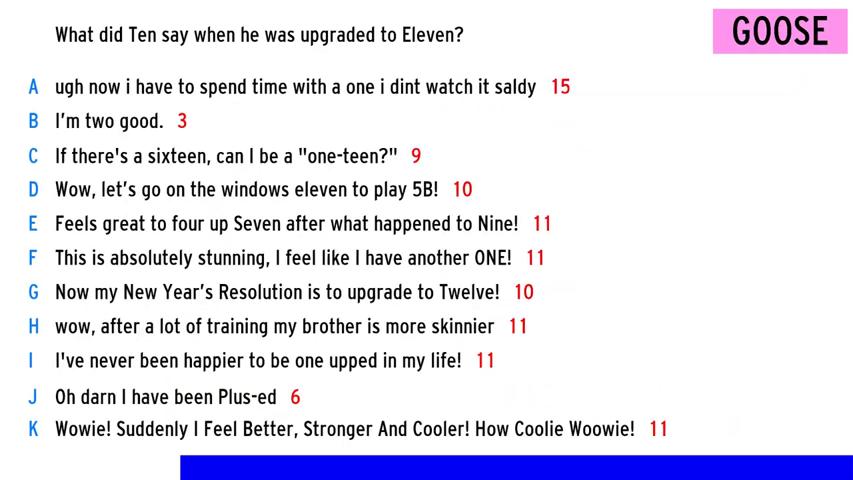 What did Ten say when he was upgraded to Eleven?
GOOSE
A ugh now i have to spend time with a one i dint watch it saldy 15
B I'm two good. 3
C If there's a sixteen, can I be a "one-teen?" 9
D Wow, let's go on the windows eleven to play 5B! 10
E Feels great to four up Seven after what happened to Nine! 11
F This is absolutely stunning, I feel like I have another ONE! 11
G Now my New Year's Resolution is to upgrade to Twelve! 10
H wow, after a lot of training my brother is more skinnier 11
I I've never been happier to be one upped in my life! 11
J Oh darn I have been Plus-ed 6
K Wowie! Suddenly I Feel Better, Stronger And Cooler! How Coolie Woowie! 11